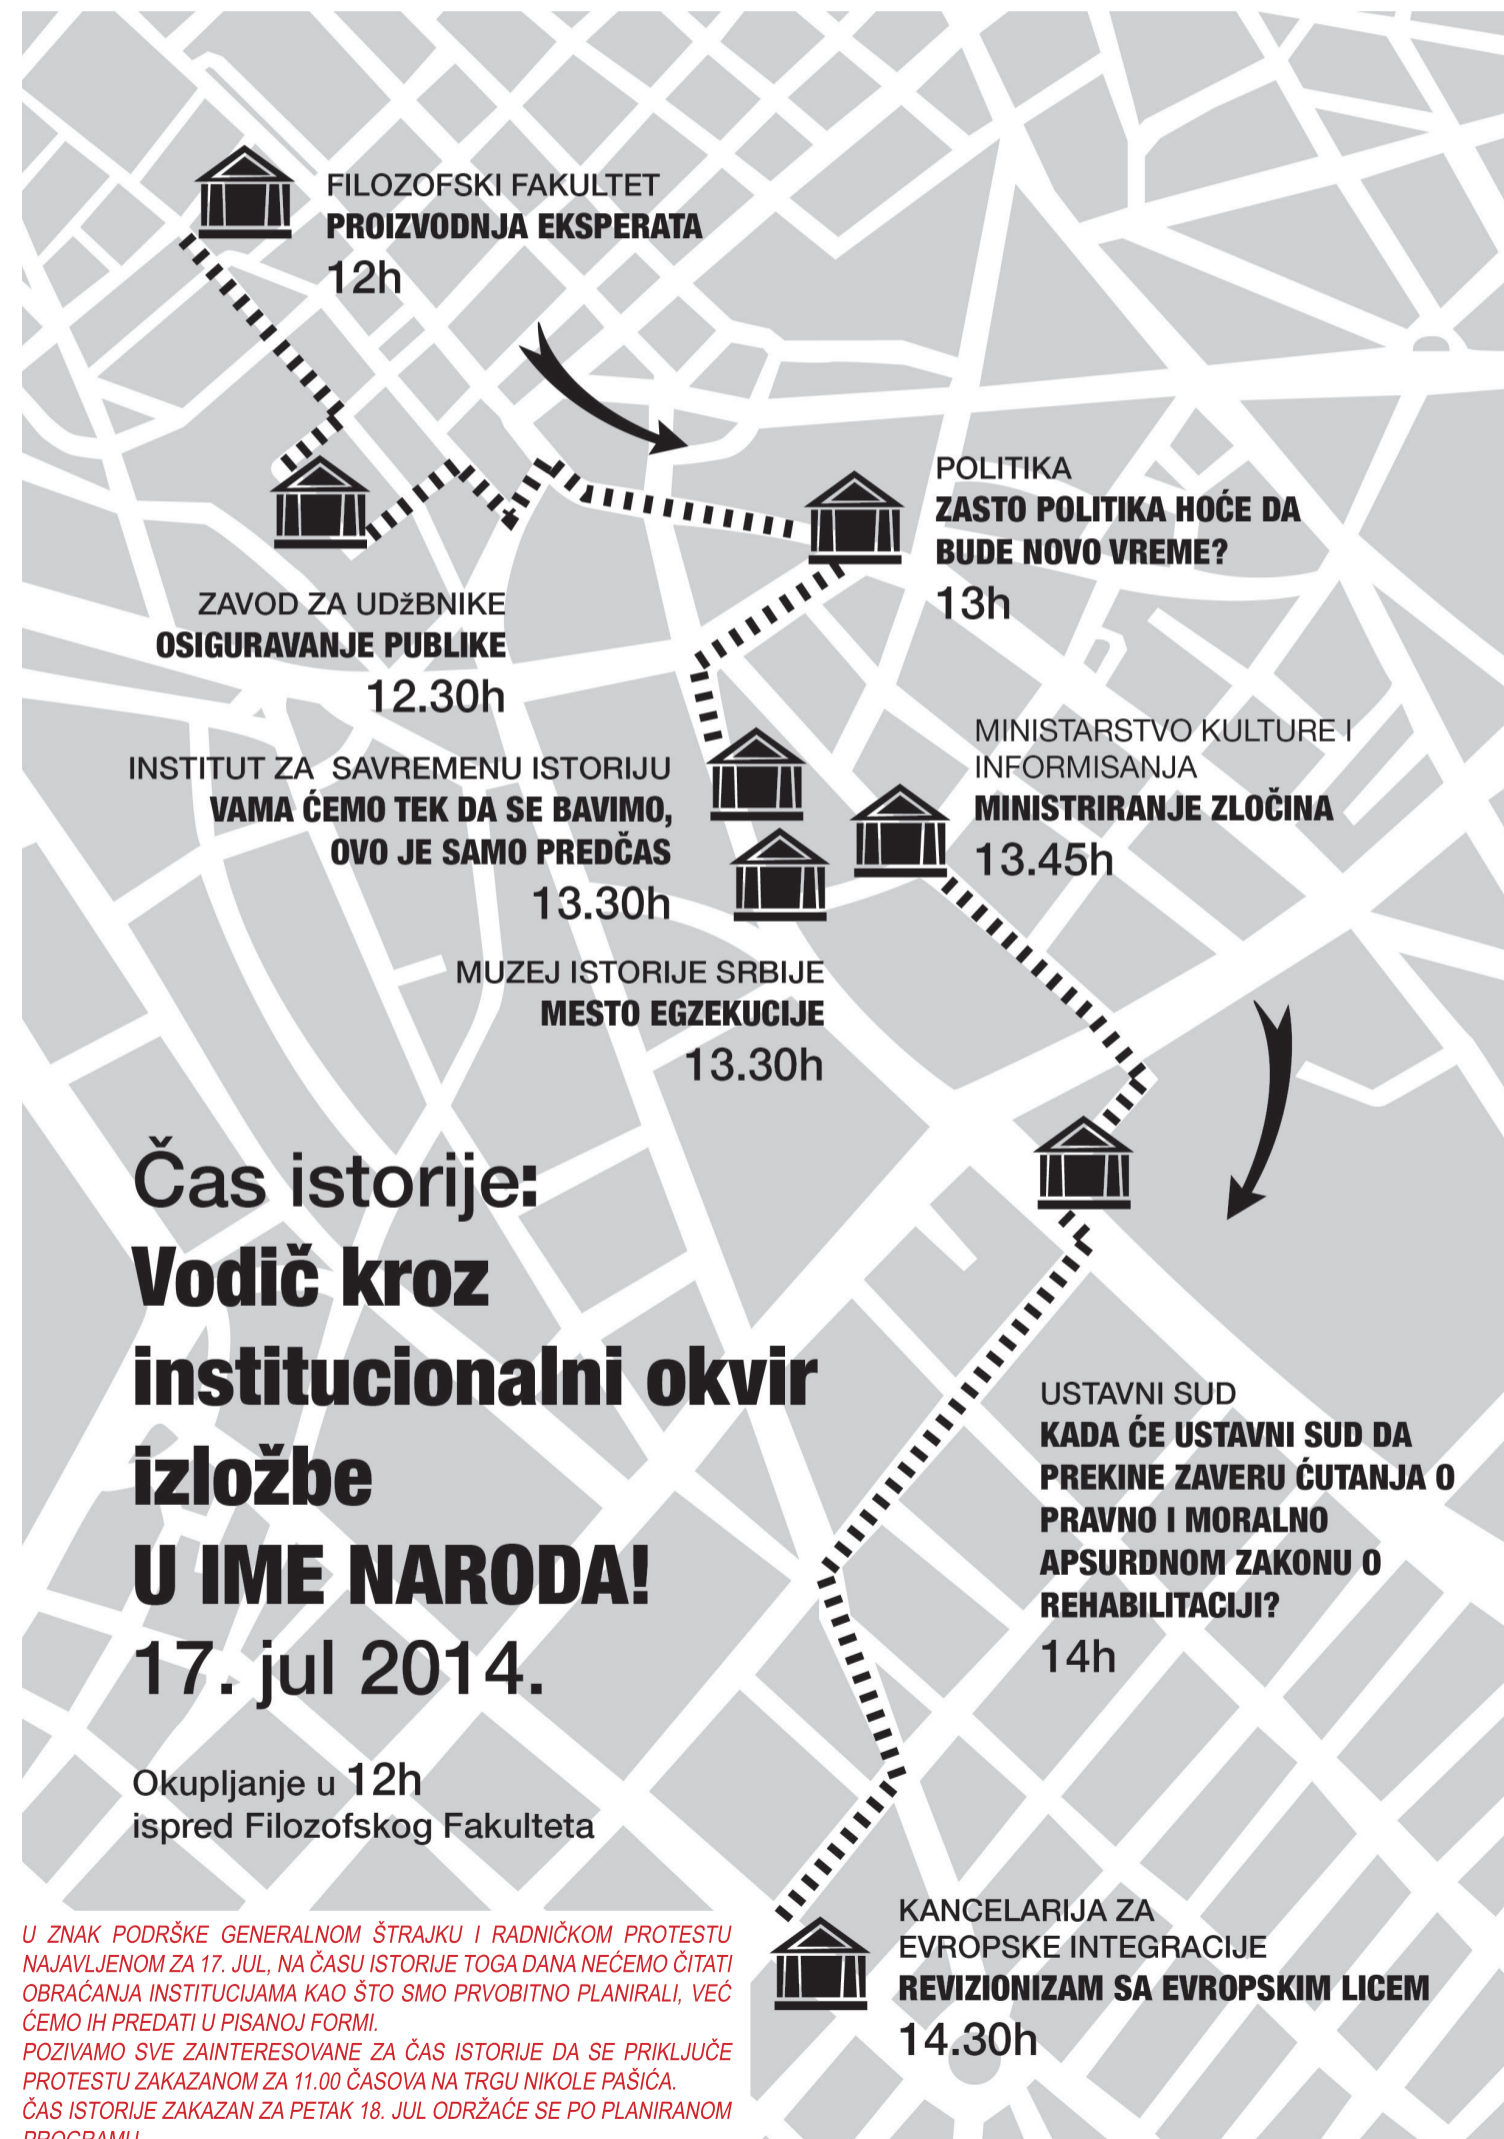 FILOZOFSKI FAKULTET
PROIZVODNJA EKSPERATA
12h
POLITIKA
ZASTO POLITIKA HOĆE DA
BUDE NOVO VREME?
13h
ZAVOD ZA UDžBNIKE
OSIGURAVANJE PUBLIKE
12.30h
INSTITUT ZA SAVREMENU ISTORIJU
VAMA ĆEMO TEK DA SE BAVIMO,
OVO JE SAMO PREDČAS
13.30h
MINISTARSTVO KULTURE I
INFORMISANJA
MINISTRIRANJE ZLOČINA
13.45h
MUZEJ ISTORIJE SRBIJE
MESTO EGZEKUCIJE
13.30h
Čas istorije:
Vodič kroz
institucionalni okvir
izložbe
U IME NARODA!
17. jul 2014.
Okupljanje u 12h
ispred Filozofskog Fakulteta
USTAVNI SUD
KADA ĆE USTAVNI SUD DA
PREKINE ZAVERU ĆUTANJA O
PRAVNO I MORALNO
APSURDNOM ZAKONU O
REHABILITACIJI?
14h
KANCELARIJA ZA
EVROPSKE INTEGRACIJE
REVIZIONIZAM SA EVROPSKIM LICEM
14.30h
U ZNAK PODRŠKE GENERALNOM ŠTRAJKU I RADNIČKOM PROTESTU
NAJAVLJENOM ZA 17. JUL, NA ČASU ISTORIJE TOGA DANA NEĆEMO ČITATI
OBRAĆANJA INSTITUCIJAMA KAO ŠTO SMO PRVOBITNO PLANIRALI, VEĆ
ĆEMO IH PREDATI U PISANOJ FORMI.
POZIVAMO SVE ZAINTERESOVANE ZA ČAS ISTORIJE DA SE PRIKLJUČE
PROTESTU ZAKAZANOM ZA 11.00 ČASOVA NA TRGU NIKOLE PAŠIĆA.
ČAS ISTORIJE ZAKAZAN ZA PETAK 18. JUL ODRŽAĆE SE PO PLANIRANOM
PROGRAMU.